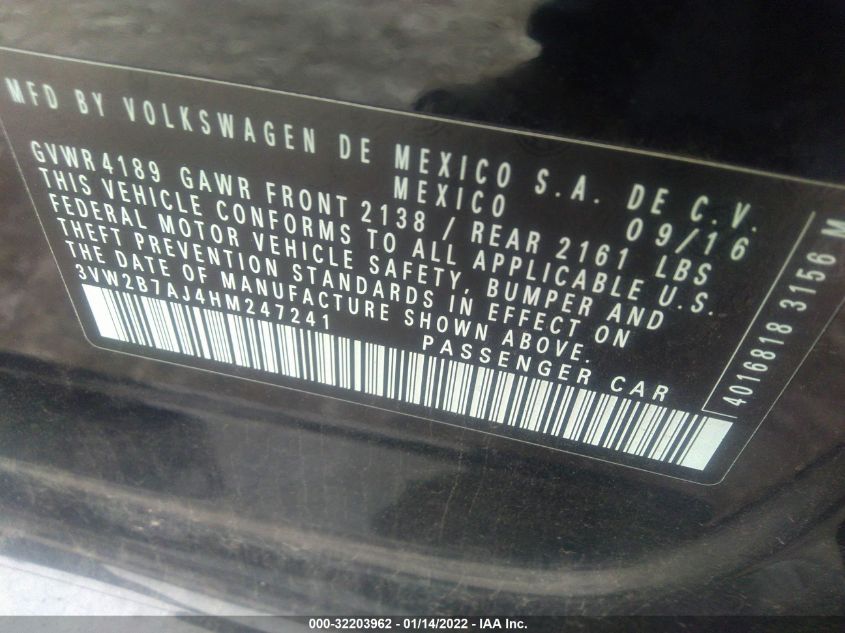 MFD BY VOLKSWAGEN DE MEXICO S.A. DE C.V.
MEXICO 09/16
GVWR 4189 GAWR FRONT 2138 / REAR 2161 LBS
THIS VEHICLE CONFORMS TO ALL APPLICABLE U.S.
FEDERAL MOTOR VEHICLE SAFETY, BUMPER AND
THEFT PREVENTION STANDARDS IN EFFECT ON
THE DATE OF MANUFACTURE SHOWN ABOVE.
3VW2B7AJ4HM247241 PASSENGER CAR
4016818 3156 M
000-32203962 - 01/14/2022 - IAA Inc.